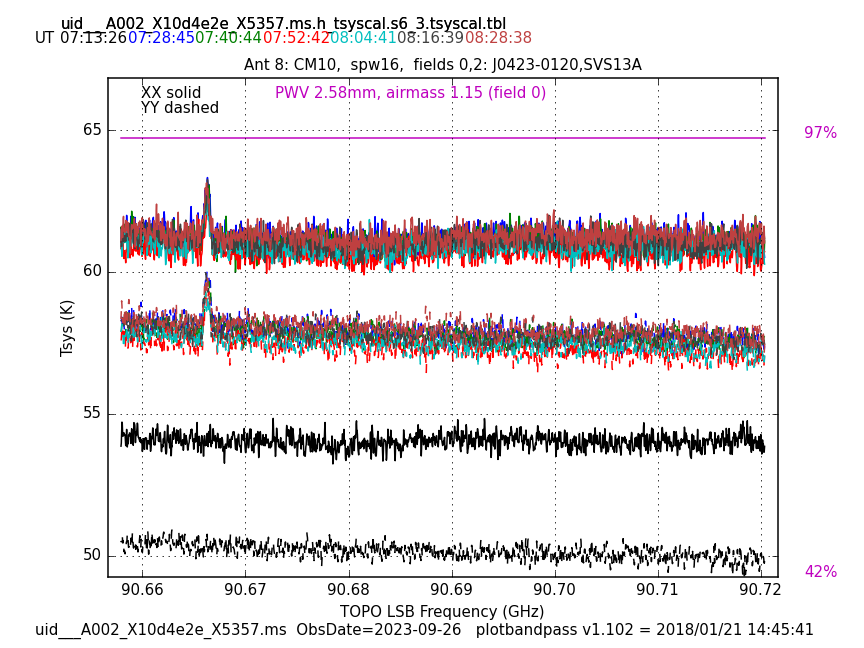 uid___A002_X10d4e2e_X5357.ms.h_tsyscal.s6_3.tsyscal.tbl
UT 07:13:26 07:28:45 07:40:44 07:52:42 08:04:41 08:16:39 08:28:38
Ant 8: CM10,  spw16,  fields 0,2: J0423-0120,SVS13A
XX solid PWV 2.58mm, airmass 1.15 (field 0)
YY dashed
97%
42%
65
60
55
50
Tsys (K)
90.66 90.67 90.68 90.69 90.70 90.71 90.72
TOPO LSB Frequency (GHz)
uid___A002_X10d4e2e_X5357.ms  ObsDate=2023-09-26   plotbandpass v1.102 = 2018/01/21 14:45:41